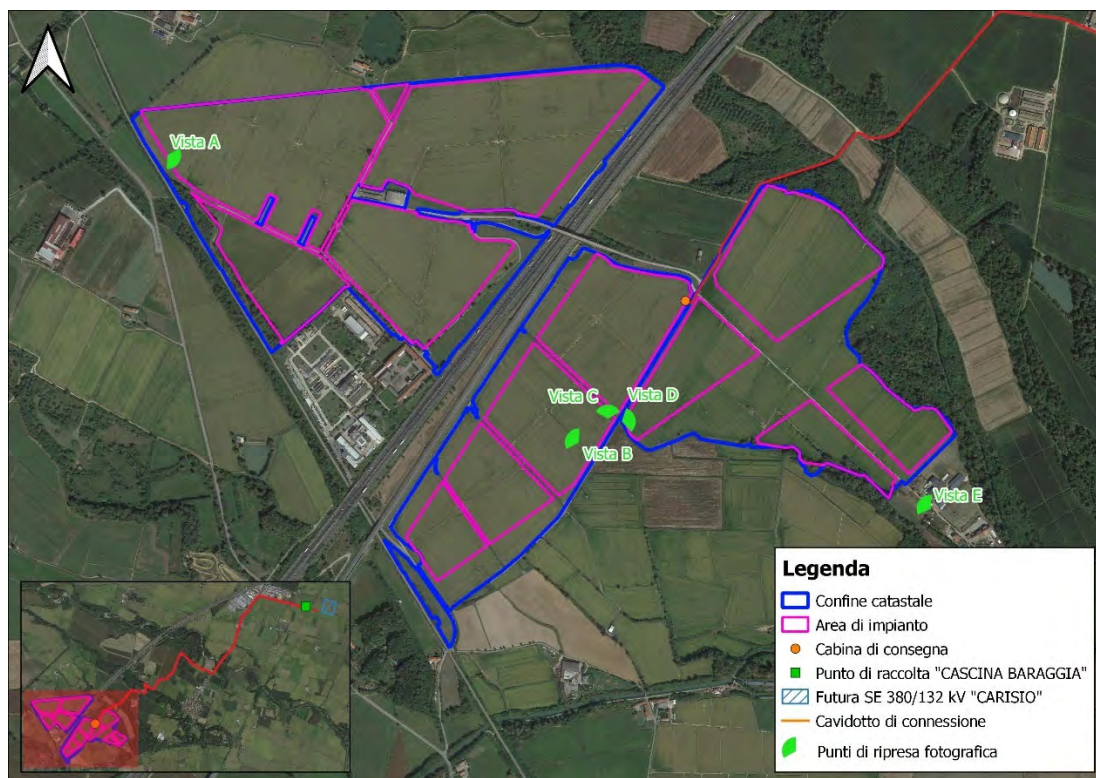 Vista A
Vista C
Vista D
Vista B
Vista E
Legenda
Confine catastale
Area di impianto
Cabina di consegna
Punto di raccolta "CASCINA BARAGGIA"
Futura SE 380/132 kV "CARISIO"
Cavidotto di connessione
Punti di ripresa fotografica